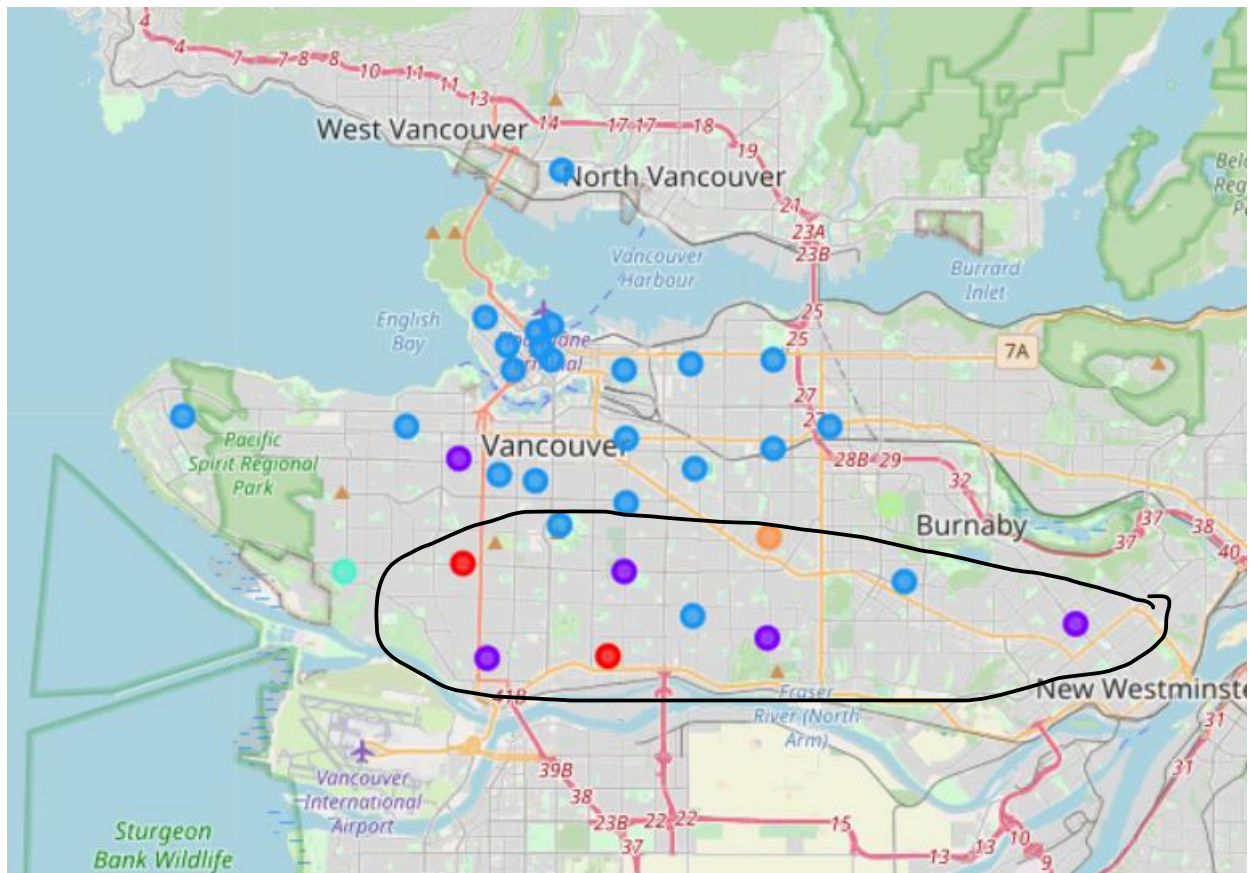 4
4
7
7
8
8
10
11
11
13
14
17
17
18
19
West Vancouver
North Vancouver
21
23A
23B
Vancouver
Harbour
Burrard
Inlet
English
Bay
25
25
7A
27
27
Pacific
Spirit Regional
Park
Vancouver
28B
29
32
Burnaby
37
37
38
40
41B
Fraser
River (North
Arm)
New Westminste
31
31
Vancouver
International
Airport
39B
38
23B
22
22
37
15
13
13
10
9
Sturgeon
Bank Wildlife